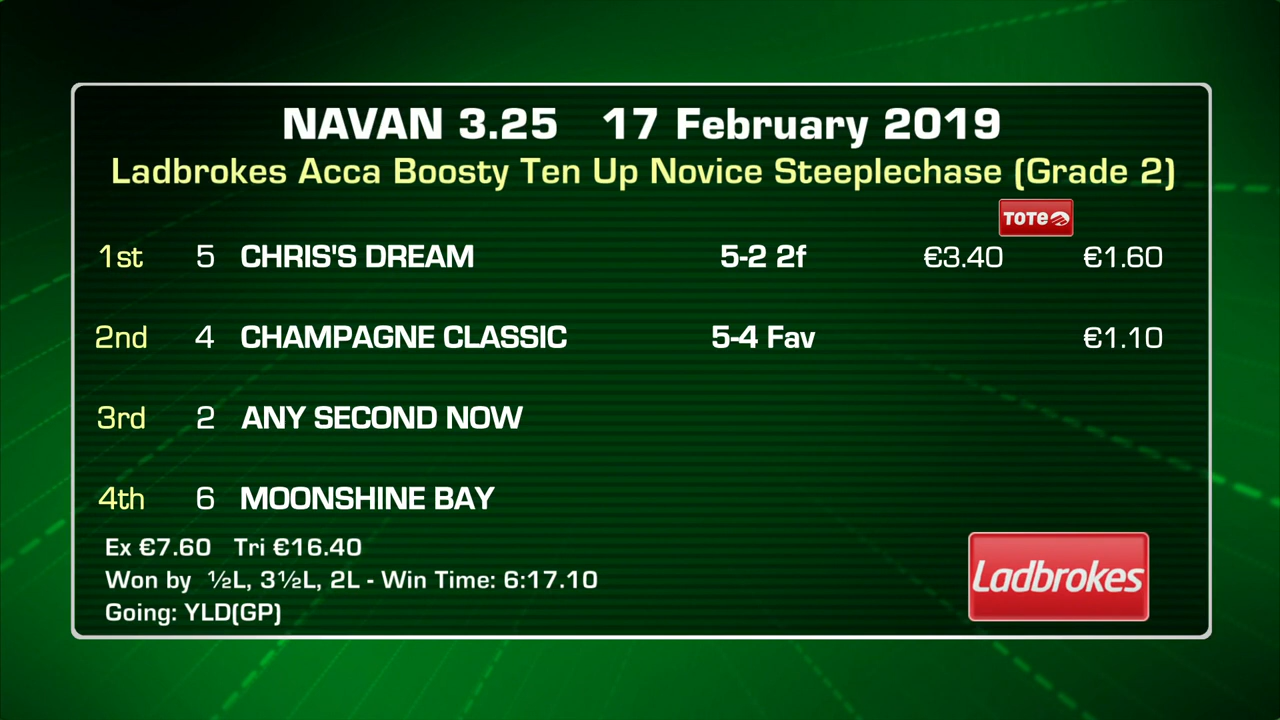 NAVAN 3.25 17 February 2019
Ladbrokes Acca Boosty Ten Up Novice Steeplechase (Grade 2)
TOTE
1st 5 CHRIS'S DREAM 5-2 2f €3.40 €1.60
2nd 4 CHAMPAGNE CLASSIC 5-4 Fav €1.10
3rd 2 ANY SECOND NOW
4th 6 MOONSHINE BAY
Ex €7.60 Tri €16.40
Won by ½L, 3½L, 2L - Win Time: 6:17.10
Going: YLD(GP)
Ladbrokes